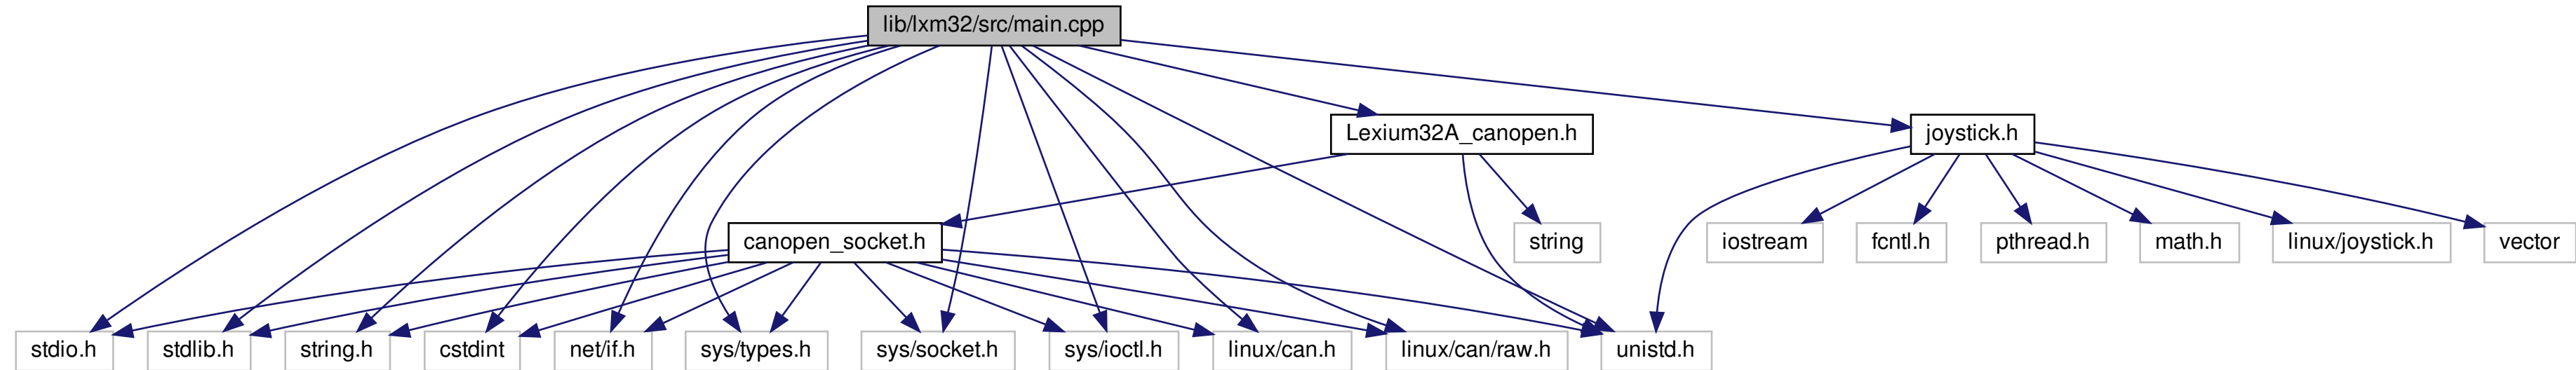 lib/lxm32/src/main.cpp
Lexium32A_canopen.h
joystick.h
canopen_socket.h
string
iostream
fcntl.h
pthread.h
math.h
linux/joystick.h
vector
stdio.h
stdlib.h
string.h
cstdint
net/if.h
sys/types.h
sys/socket.h
sys/ioctl.h
linux/can.h
linux/can/raw.h
unistd.h